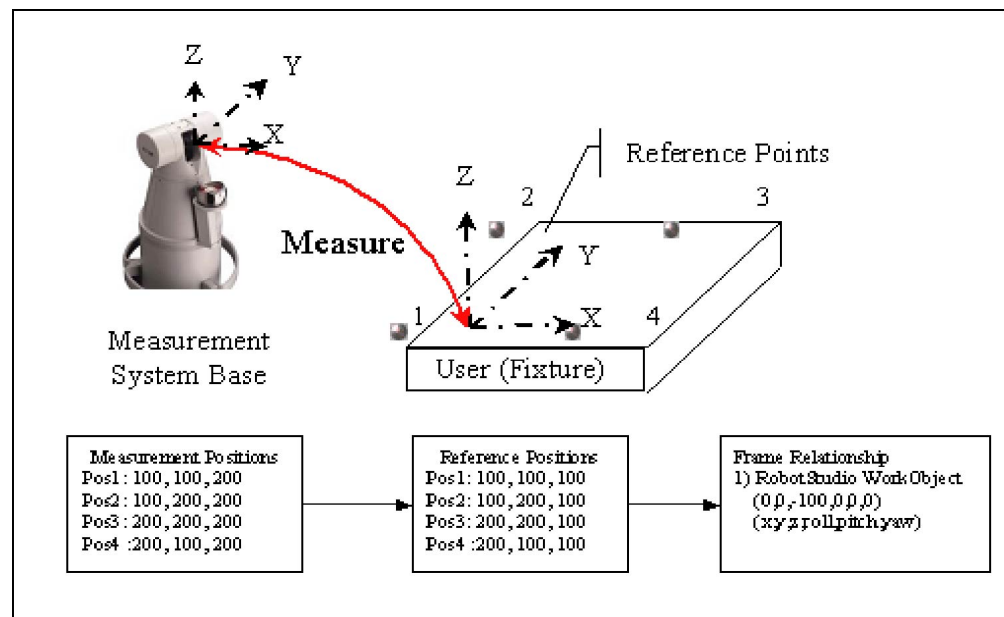 Z
Y
X
Reference Points
Z
2
3
Measure
Y
1
X
4
Measurement
System Base
User (Fixture)
Measurement Positions
Pos1: 100,100,200
Pos2: 100,200,200
Pos3: 200,200,200
Pos4 :200,100,200
Reference Positions
Pos1: 100,100,100
Pos2: 100,200,100
Pos3: 200,200,100
Pos4 :200,100,100
Frame Relationship
1) RobotStudio WorkObject
(0,0,-100,0,0,0)
(x,y,z,roll,pitch,yaw)